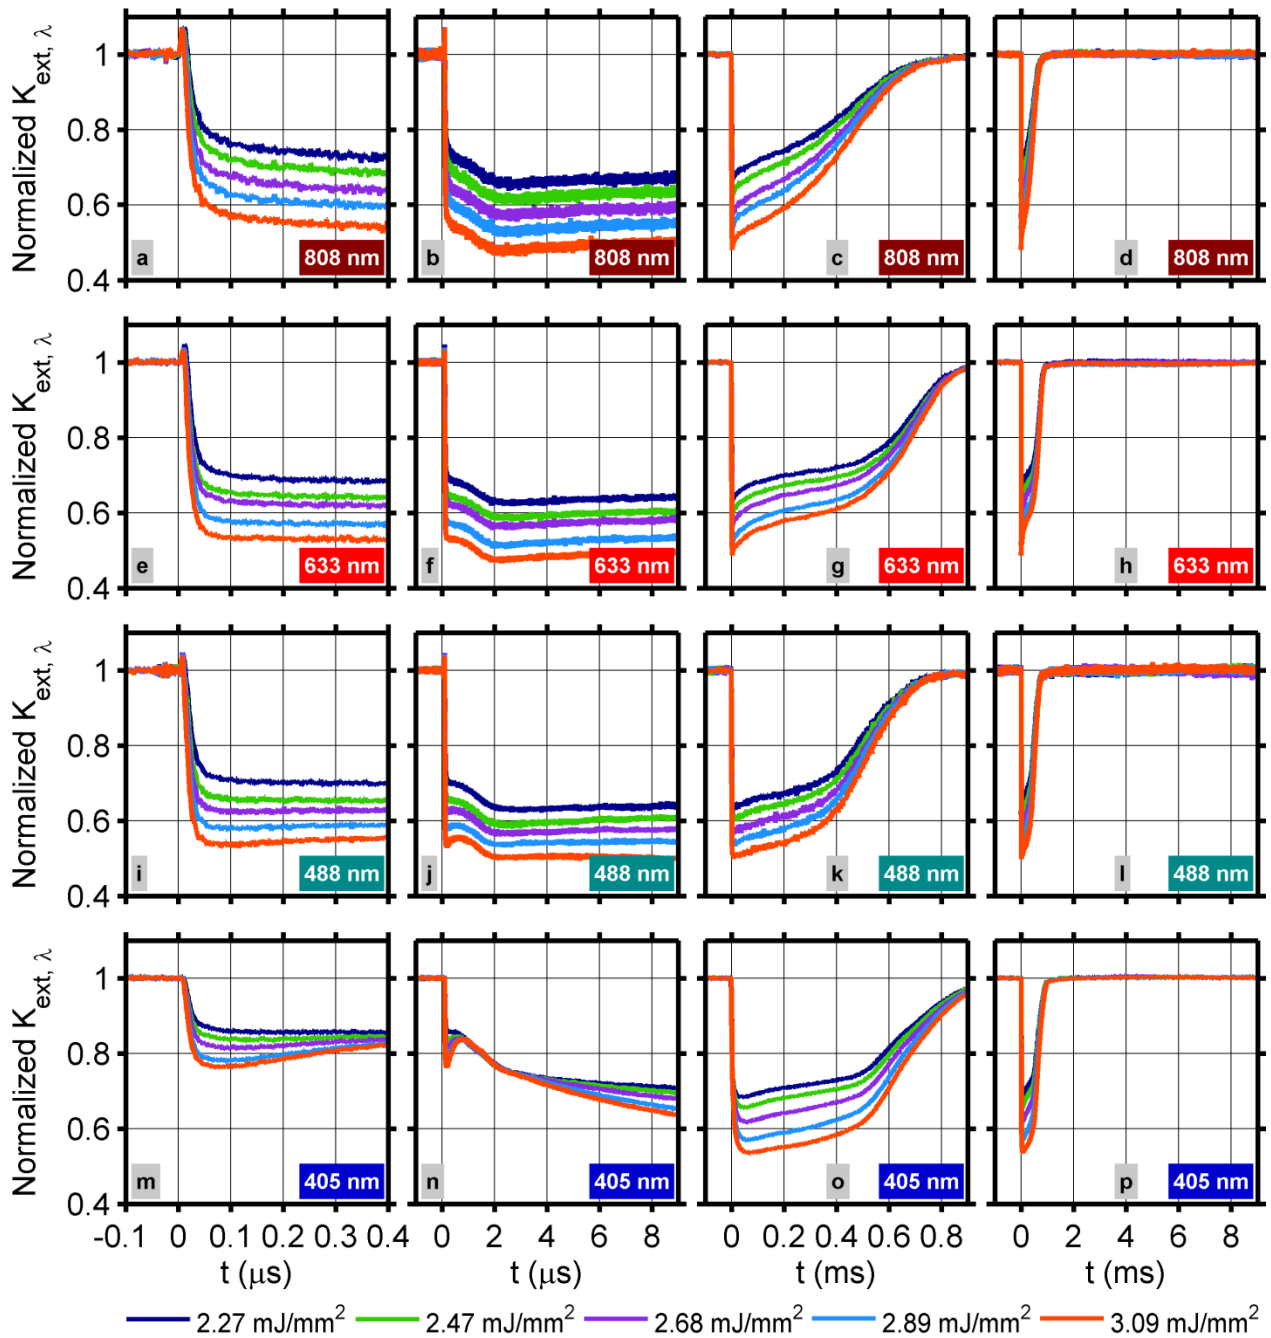 Normalized K_ext, λ
1
0.8
0.6
0.4
a 808 nm
b 808 nm
c 808 nm
d 808 nm
Normalized K_ext, λ
1
0.8
0.6
0.4
e 633 nm
f 633 nm
g 633 nm
h 633 nm
Normalized K_ext, λ
1
0.8
0.6
0.4
i 488 nm
j 488 nm
k 488 nm
l 488 nm
Normalized K_ext, λ
1
0.8
0.6
0.4
m 405 nm
n 405 nm
o 405 nm
p 405 nm
-0.1 0 0.1 0.2 0.3 0.4
0 2 4 6 8
0 0.2 0.4 0.6 0.8
0 2 4 6 8
t (μs)
t (μs)
t (ms)
t (ms)
2.27 mJ/mm² 2.47 mJ/mm² 2.68 mJ/mm² 2.89 mJ/mm² 3.09 mJ/mm²